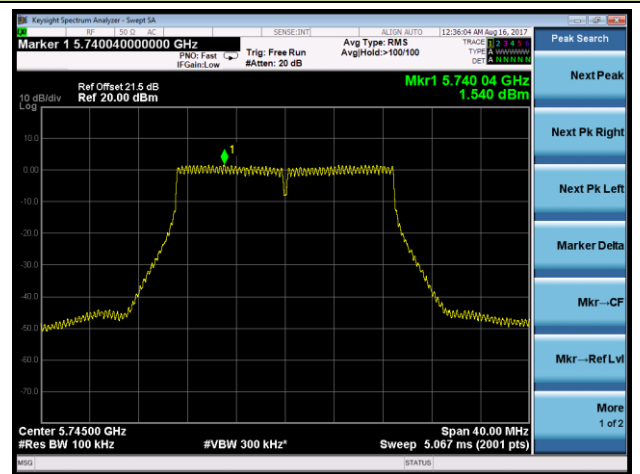 Keysight Spectrum Analyzer - Swept SA
RF 50 Ω AC SENSE:INT ALIGN AUTO 12:36:04 AM Aug 16, 2017
Marker 1 5.740040000000 GHz
PNO: Fast
IFGain:Low
Trig: Free Run
#Atten: 20 dB
Avg Type: RMS
Avg|Hold:>100/100
TRACE 1 2 3 4 5 6
TYPE A WWWWW
DET A N N N N N
Peak Search
Ref Offset 21.5 dB
Ref 20.00 dBm
10 dB/div
Log
Mkr1 5.740 04 GHz
1.540 dBm
1
10.0
0.00
-10.0
-20.0
-30.0
-40.0
-50.0
-60.0
-70.0
Center 5.74500 GHz
#Res BW 100 kHz
#VBW 300 kHz*
Span 40.00 MHz
Sweep 5.067 ms (2001 pts)
Next Peak
Next Pk Right
Next Pk Left
Marker Delta
Mkr→CF
Mkr→Ref Lvl
More
1 of 2
MSG
STATUS